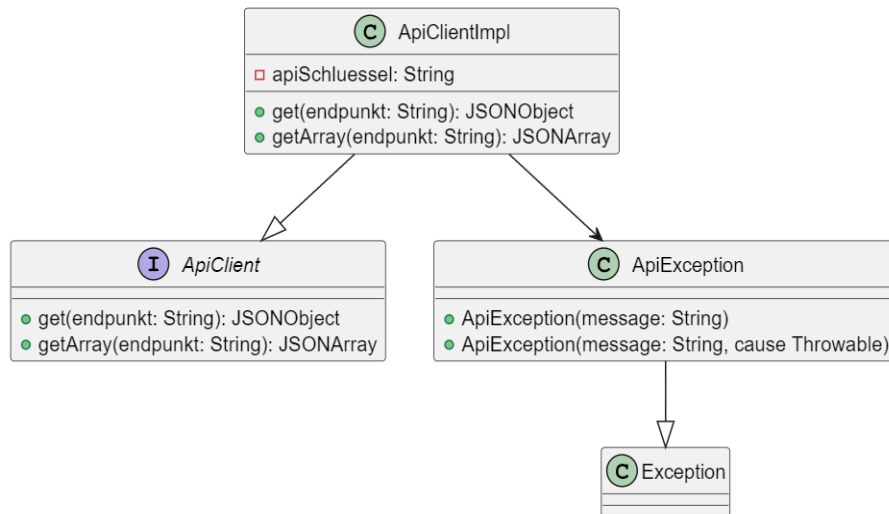 C ApiClientImpl
apiSchluessel: String
get(endpunkt: String): JSONObject
getArray(endpunkt: String): JSONArray
I ApiClient
get(endpunkt: String): JSONObject
getArray(endpunkt: String): JSONArray
C ApiException
ApiException(message: String)
ApiException(message: String, cause Throwable)
C Exception